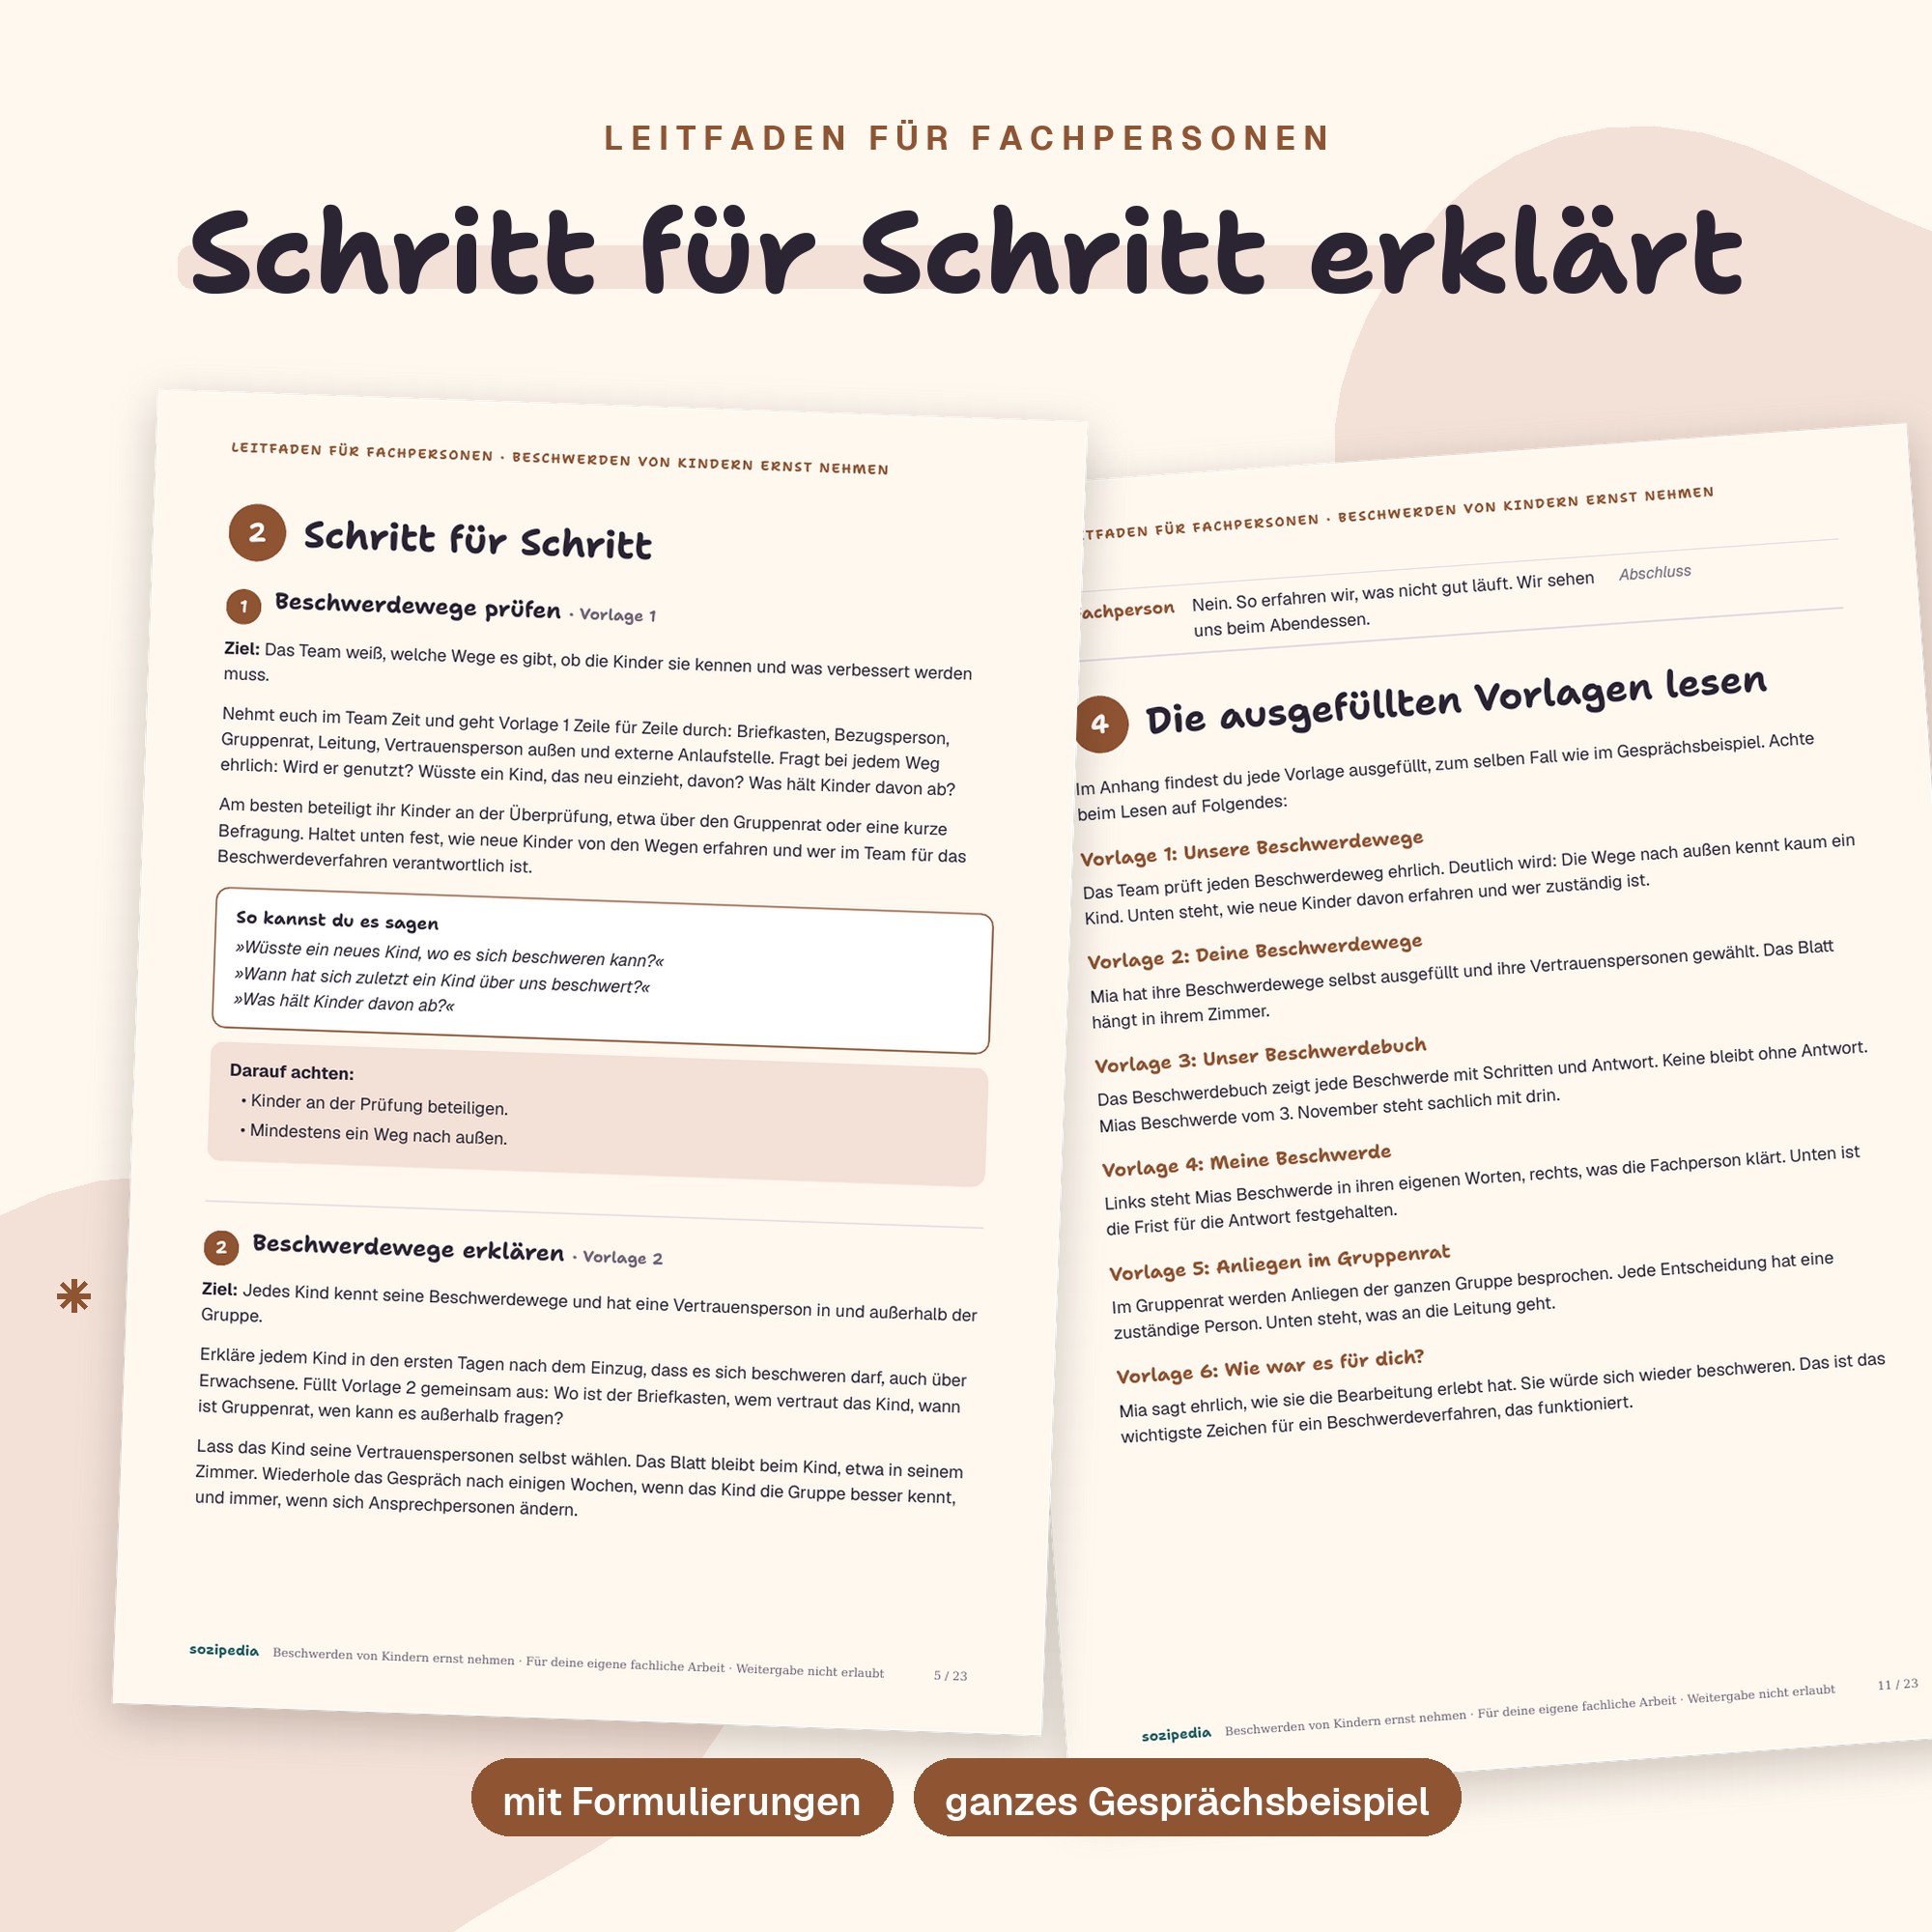 LEITFADEN FÜR FACHPERSONEN
Schritt für Schritt erklärt
LEITFADEN FÜR FACHPERSONEN · BESCHWERDEN VON KINDERN ERNST NEHMEN
2 Schritt für Schritt
1 Beschwerdewege prüfen · Vorlage 1
Ziel: Das Team weiß, welche Wege es gibt, ob die Kinder sie kennen und was verbessert werden
muss.
Nehmt euch im Team Zeit und geht Vorlage 1 Zeile für Zeile durch: Briefkasten, Bezugsperson,
Gruppenrat, Leitung, Vertrauensperson außen und externe Anlaufstelle. Fragt bei jedem Weg
ehrlich: Wird er genutzt? Wüsste ein Kind, das neu einzieht, davon? Was hält Kinder davon ab?
Am besten beteiligt ihr Kinder an der Überprüfung, etwa über den Gruppenrat oder eine kurze
Befragung. Haltet unten fest, wie neue Kinder von den Wegen erfahren und wer im Team für das
Beschwerdeverfahren verantwortlich ist.
So kannst du es sagen
»Wüsste ein neues Kind, wo es sich beschweren kann?«
»Wann hat sich zuletzt ein Kind über uns beschwert?«
»Was hält Kinder davon ab?«
Darauf achten:
• Kinder an der Prüfung beteiligen.
• Mindestens ein Weg nach außen.
2 Beschwerdewege erklären · Vorlage 2
Ziel: Jedes Kind kennt seine Beschwerdewege und hat eine Vertrauensperson in und außerhalb der
Gruppe.
Erkläre jedem Kind in den ersten Tagen nach dem Einzug, dass es sich beschweren darf, auch über
Erwachsene. Füllt Vorlage 2 gemeinsam aus: Wo ist der Briefkasten, wem vertraut das Kind, wann
ist Gruppenrat, wen kann es außerhalb fragen?
Lass das Kind seine Vertrauenspersonen selbst wählen. Das Blatt bleibt beim Kind, etwa in seinem
Zimmer. Wiederhole das Gespräch nach einigen Wochen, wenn das Kind die Gruppe besser kennt,
und immer, wenn sich Ansprechpersonen ändern.
sozipedia Beschwerden von Kindern ernst nehmen · Für deine eigene fachliche Arbeit · Weitergabe nicht erlaubt 5 / 23
ITFADEN FÜR FACHPERSONEN · BESCHWERDEN VON KINDERN ERNST NEHMEN
Fachperson Nein. So erfahren wir, was nicht gut läuft. Wir sehen Abschluss
uns beim Abendessen.
4 Die ausgefüllten Vorlagen lesen
Im Anhang findest du jede Vorlage ausgefüllt, zum selben Fall wie im Gesprächsbeispiel. Achte
beim Lesen auf Folgendes:
Vorlage 1: Unsere Beschwerdewege
Das Team prüft jeden Beschwerdeweg ehrlich. Deutlich wird: Die Wege nach außen kennt kaum ein
Kind. Unten steht, wie neue Kinder davon erfahren und wer zuständig ist.
Vorlage 2: Deine Beschwerdewege
Mia hat ihre Beschwerdewege selbst ausgefüllt und ihre Vertrauenspersonen gewählt. Das Blatt
hängt in ihrem Zimmer.
Vorlage 3: Unser Beschwerdebuch
Das Beschwerdebuch zeigt jede Beschwerde mit Schritten und Antwort. Keine bleibt ohne Antwort.
Mias Beschwerde vom 3. November steht sachlich mit drin.
Vorlage 4: Meine Beschwerde
Links steht Mias Beschwerde in ihren eigenen Worten, rechts, was die Fachperson klärt. Unten ist
die Frist für die Antwort festgehalten.
Vorlage 5: Anliegen im Gruppenrat
Im Gruppenrat werden Anliegen der ganzen Gruppe besprochen. Jede Entscheidung hat eine
zuständige Person. Unten steht, was an die Leitung geht.
Vorlage 6: Wie war es für dich?
Mia sagt ehrlich, wie sie die Bearbeitung erlebt hat. Sie würde sich wieder beschweren. Das ist das
wichtigste Zeichen für ein Beschwerdeverfahren, das funktioniert.
sozipedia Beschwerden von Kindern ernst nehmen · Für deine eigene fachliche Arbeit · Weitergabe nicht erlaubt 11 / 23
mit Formulierungen
ganzes Gesprächsbeispiel